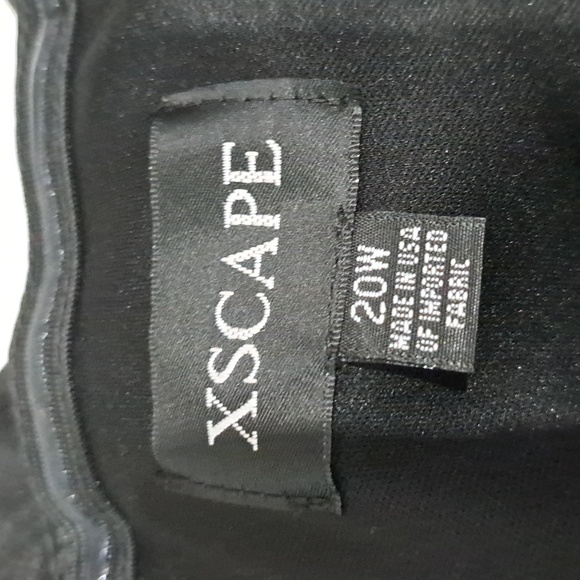 XSCAPE
20W
MADE IN USA
OF IMPORTED
FABRIC